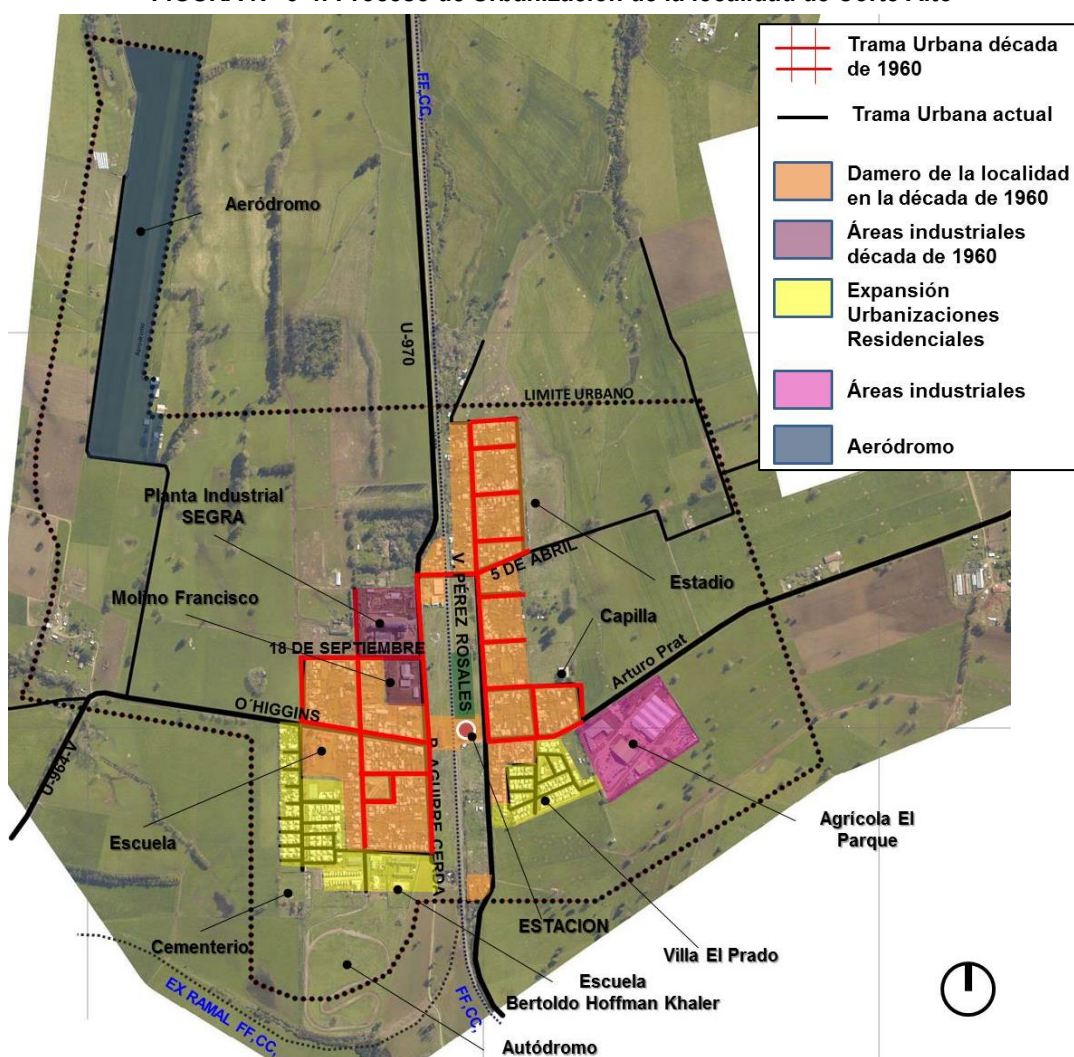 Trama Urbana década
de 1960
Trama Urbana actual
Damero de la localidad
en la década de 1960
Áreas industriales
década de 1960
Expansión
Urbanizaciones
Residenciales
Áreas industriales
Aeródromo
FF,CC,
Aeródromo
U-970
LIMITE URBANO
Planta Industrial
SEGRA
Molino Francisco
18 DE SEPTIEMBRE
V. PÉREZ ROSALES
5 DE ABRIL
Estadio
Capilla
Arturo Prat
O´HIGGINS
U-964-V
P. AGUIRRE CERDA
Escuela
Agrícola El
Parque
ESTACION
Villa El Prado
Cementerio
Escuela
Bertoldo Hoffman Khaler
EX RAMAL FF,CC,
FF,CC,
Autódromo